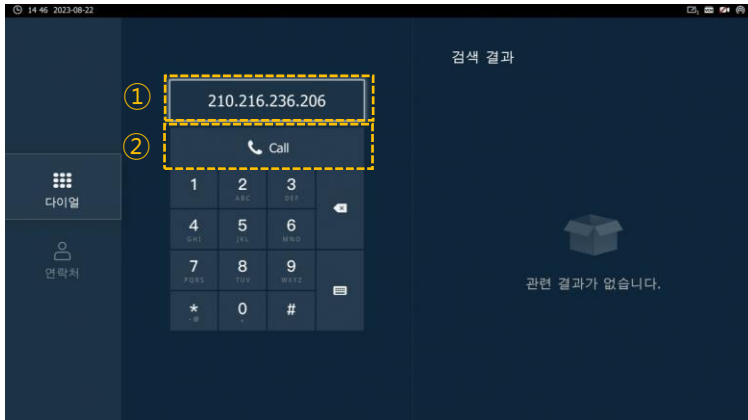 14 46 2023-08-22
검색 결과
① 210.216.236.206
② Call
1 2 3
ABC DEF
4 5 6
GHI JKL MNO
다이얼
7 8 9
PQRS TUV WXYZ
연락처
* 0 #
관련 결과가 없습니다.